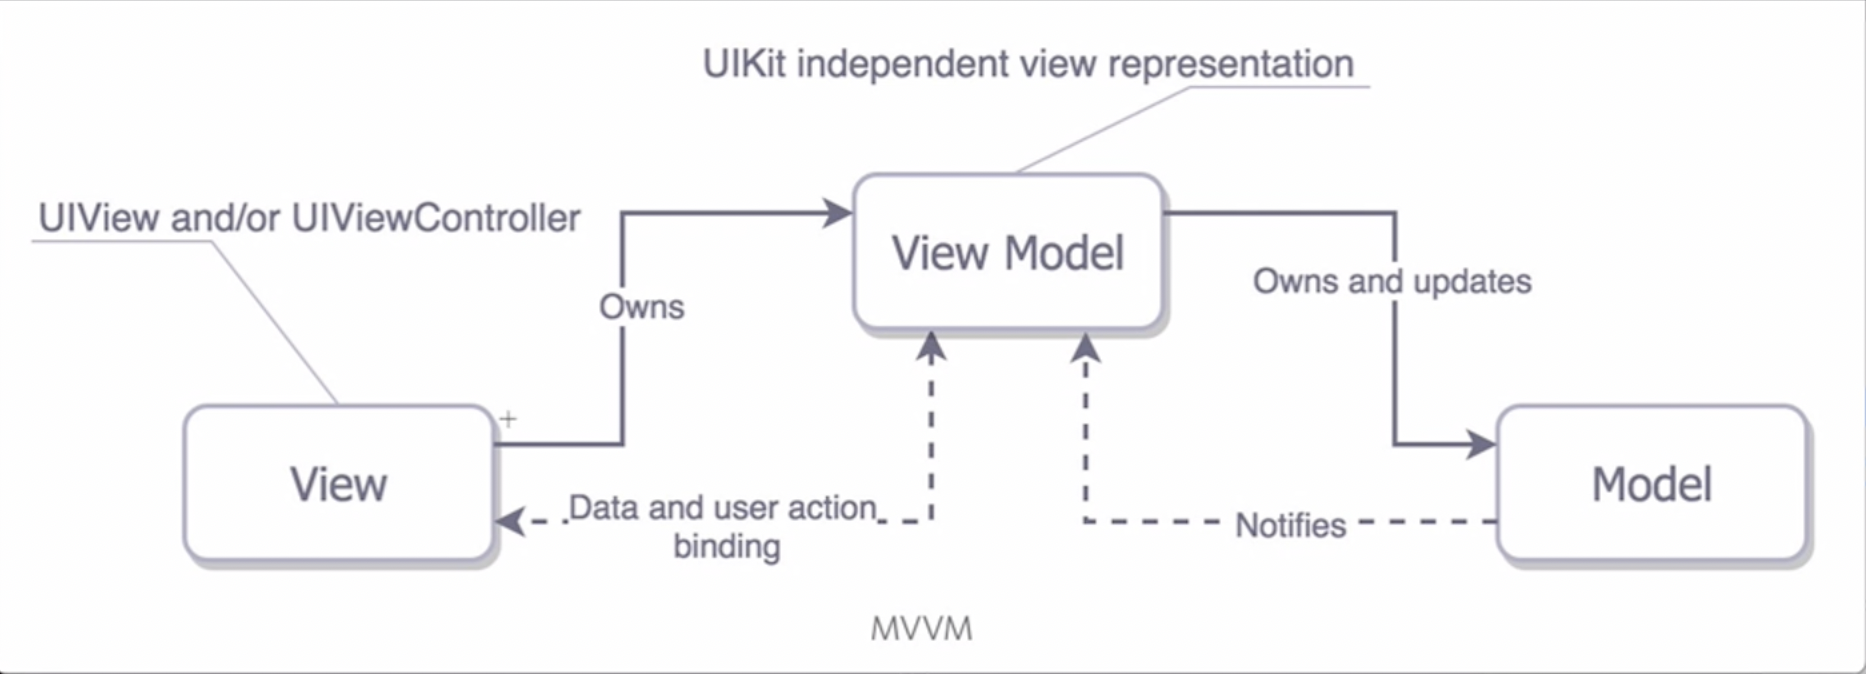 UIKit independent view representation
UIView and/or UIViewController
View Model
Owns and updates
Owns
+
View
Model
Data and user action
binding
Notifies
MVVM